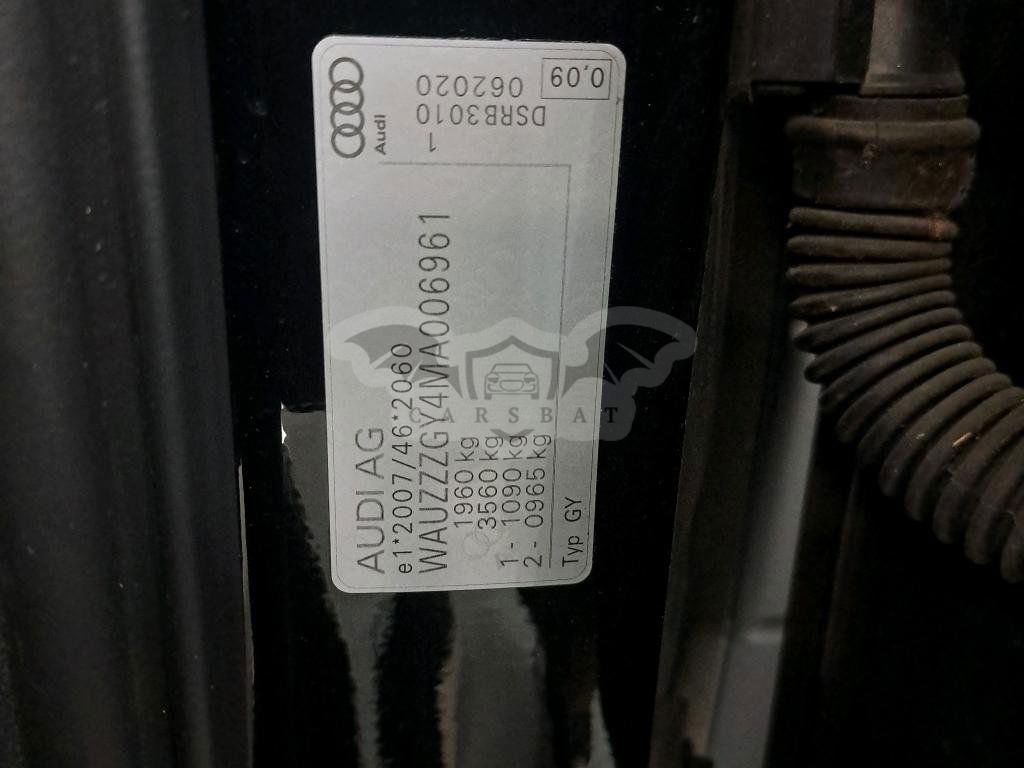 AUDI AG
e1*2007/46*2060
WAUZZZGY4MA006961
1960 kg
3560 kg
1- 1090 kg
2- 0965 kg
Typ GY
Audi
1
DSRB3010
062020
0,09
CARSBAT